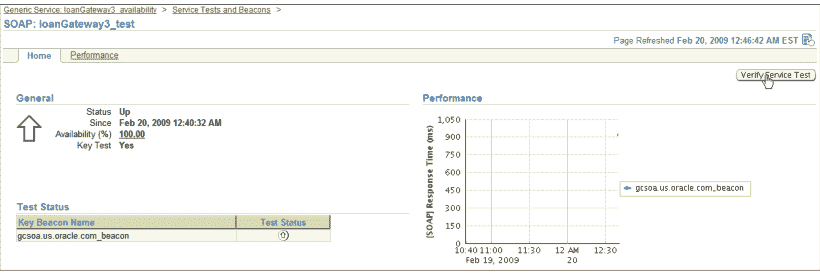 Generic Service: loanGateway3_availability > Service Tests and Beacons >
SOAP: loanGateway3_test
Page Refreshed Feb 20, 2009 12:46:42 AM EST
Home Performance
Verify Service Test
General
Status Up
Since Feb 20, 2009 12:40:32 AM
Availability (%) 100.00
Key Test Yes
Test Status
Key Beacon Name Test Status
gcsoa.us.oracle.com_beacon
Performance
[SOAP] Response Time (ms)
1,050
900
750
600
450
300
150
0
10:40 11:00 11:30 12 AM 12:30
Feb 19, 2009 20
gcsoa.us.oracle.com_beacon